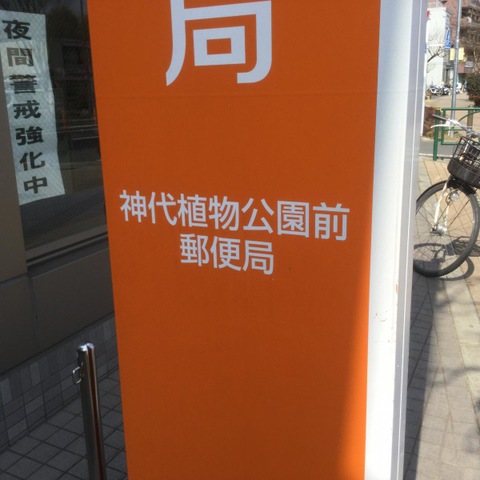 夜間警戒強化中
局
神代植物公園前
郵便局